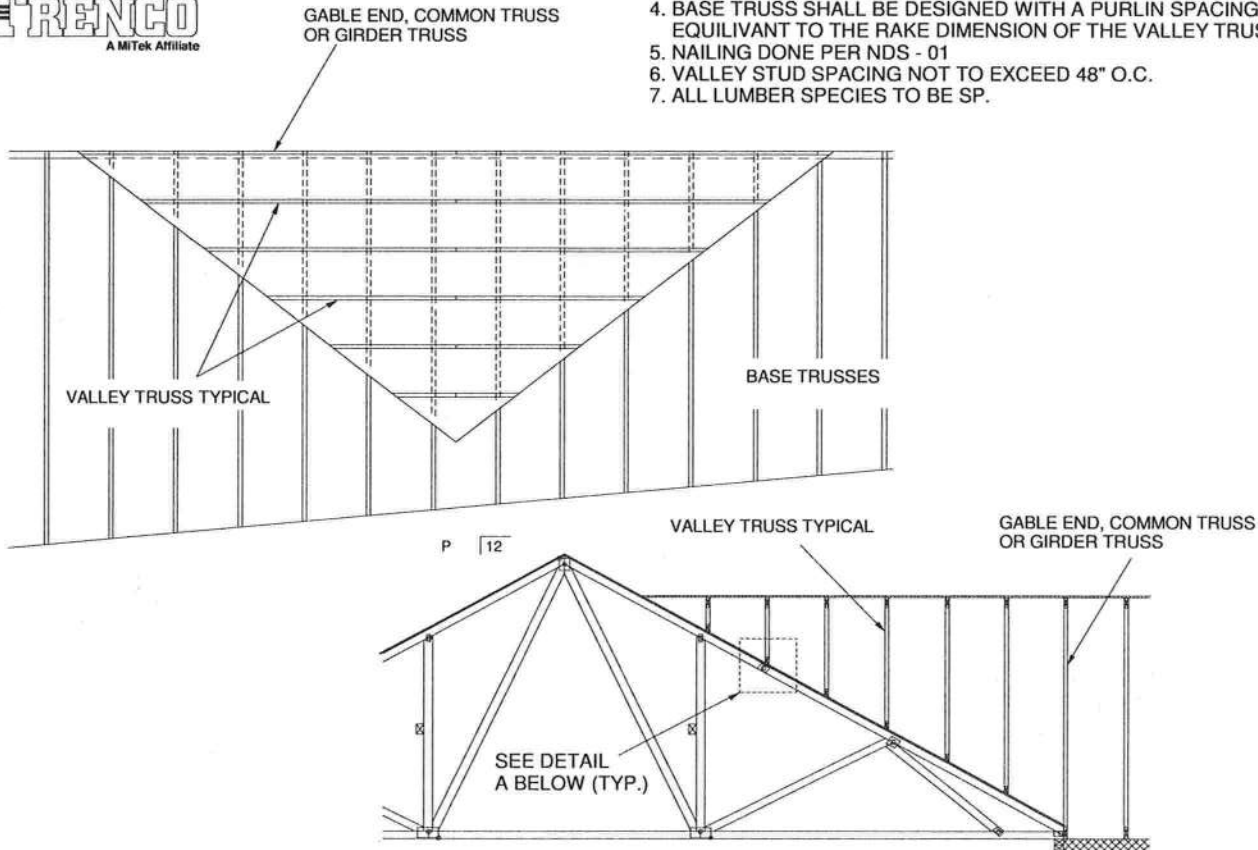 TRENCO
A MiTek Affiliate
GABLE END, COMMON TRUSS
OR GIRDER TRUSS
4. BASE TRUSS SHALL BE DESIGNED WITH A PURLIN SPACING
EQUILIVANT TO THE RAKE DIMENSION OF THE VALLEY TRUS
5. NAILING DONE PER NDS - 01
6. VALLEY STUD SPACING NOT TO EXCEED 48" O.C.
7. ALL LUMBER SPECIES TO BE SP.
VALLEY TRUSS TYPICAL
BASE TRUSSES
P 12
VALLEY TRUSS TYPICAL
GABLE END, COMMON TRUSS
OR GIRDER TRUSS
SEE DETAIL
A BELOW (TYP.)